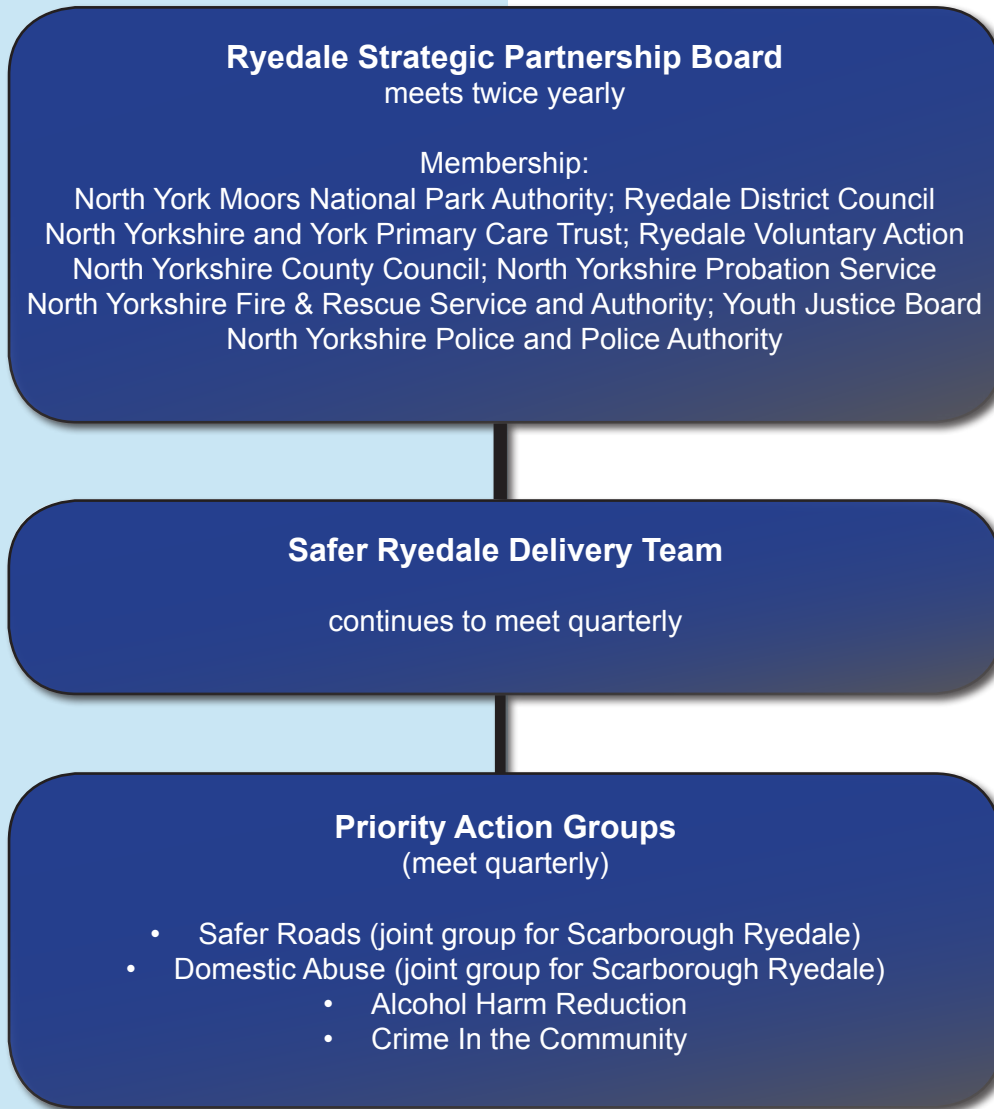 Ryedale Strategic Partnership Board
meets twice yearly
Membership:
North York Moors National Park Authority; Ryedale District Council
North Yorkshire and York Primary Care Trust; Ryedale Voluntary Action
North Yorkshire County Council; North Yorkshire Probation Service
North Yorkshire Fire & Rescue Service and Authority; Youth Justice Board
North Yorkshire Police and Police Authority
Safer Ryedale Delivery Team
continues to meet quarterly
Priority Action Groups
(meet quarterly)
• Safer Roads (joint group for Scarborough Ryedale)
• Domestic Abuse (joint group for Scarborough Ryedale)
• Alcohol Harm Reduction
• Crime In the Community